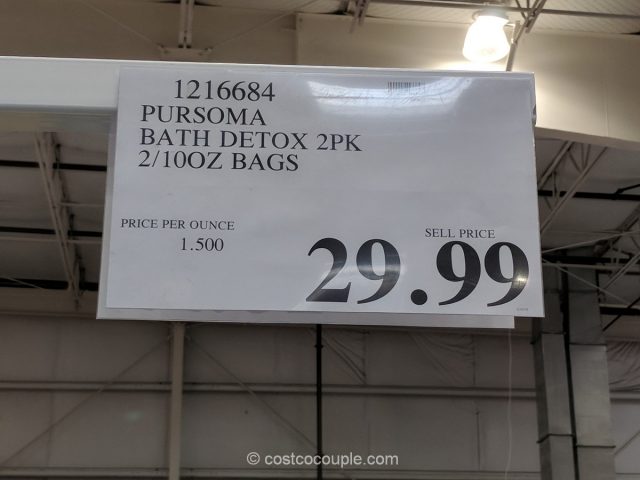 1216684
PURSOMA
BATH DETOX 2PK
2/10OZ BAGS
PRICE PER OUNCE
1.500
SELL PRICE
29.99
© costcocouple.com